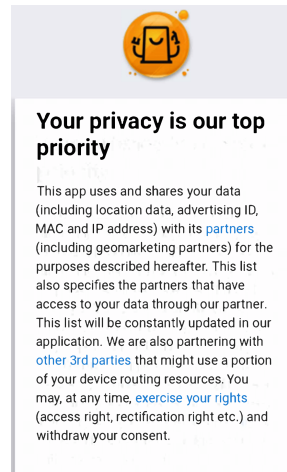 Your privacy is our top
priority
This app uses and shares your data
(including location data, advertising ID,
MAC and IP address) with its partners
(including geomarketing partners) for the
purposes described hereafter. This list
also specifies the partners that have
access to your data through our partner.
This list will be constantly updated in our
application. We are also partnering with
other 3rd parties that might use a portion
of your device routing resources. You
may, at any time, exercise your rights
(access right, rectification right etc.) and
withdraw your consent.